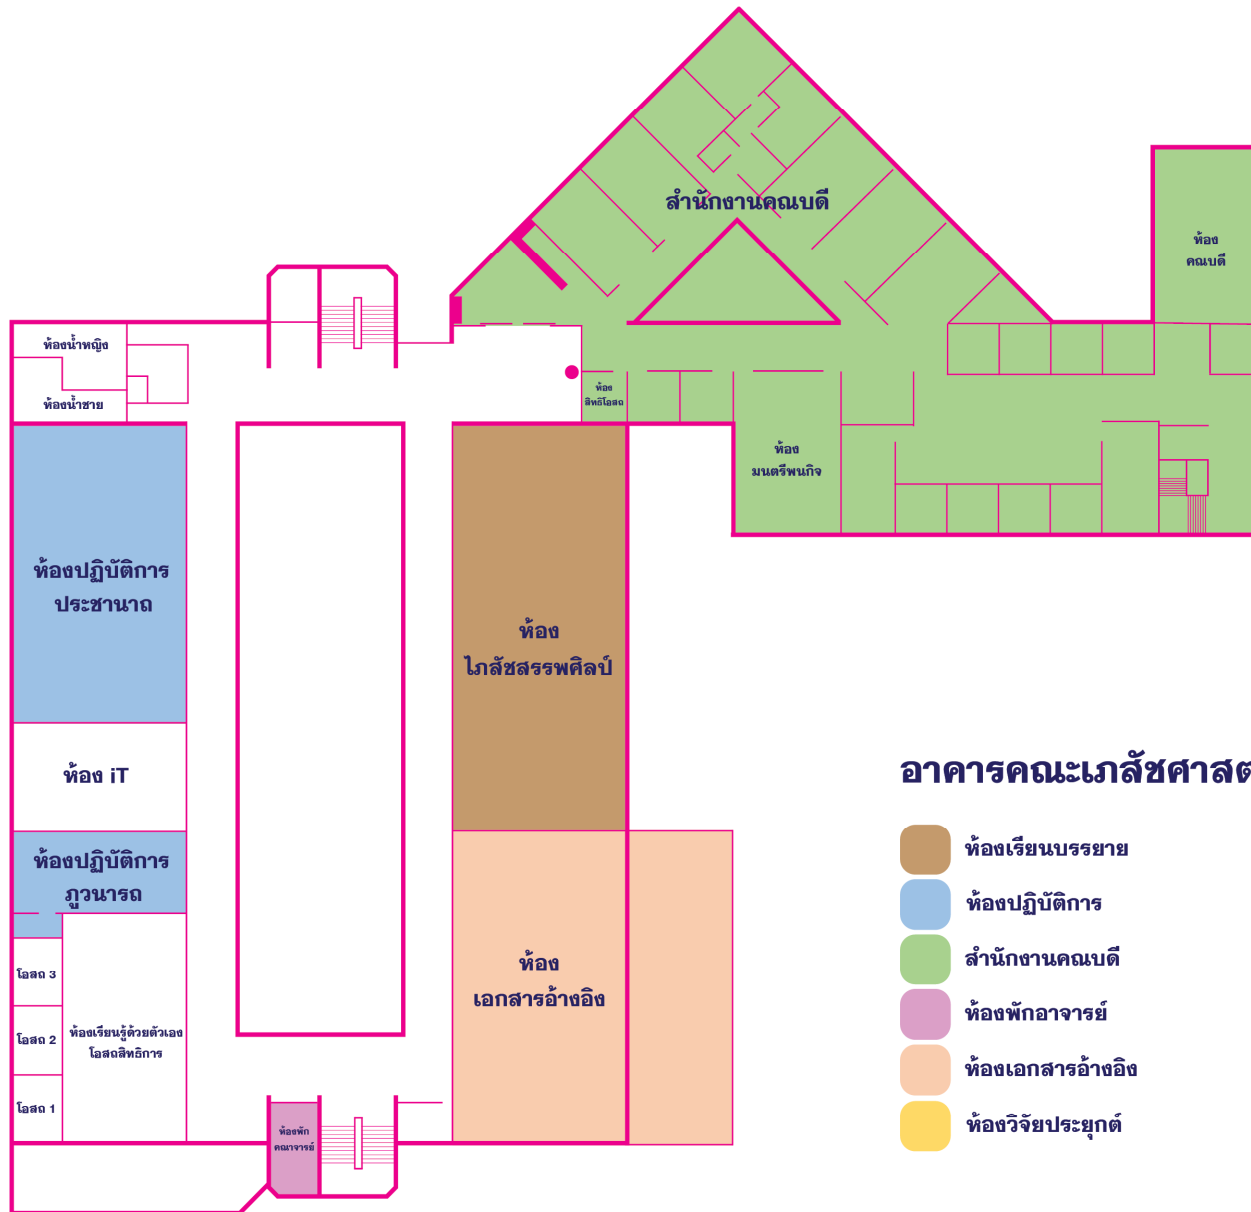 สำนักงานคณบดี
ห้อง
คณบดี
ห้องน้ำหญิง
ห้องน้ำชาย
ห้อง
สิทธิโอสถ
ห้อง
มนตรีพนกิจ
ห้องปฏิบัติการ
ประชานาถ
ห้อง
ไภสัชสรรพศิลป์
ห้อง iT
ห้องปฏิบัติการ
ภูวนารถ
โอสถ 3
โอสถ 2
โอสถ 1
ห้องเรียนรู้ด้วยตัวเอง
โอสถสิทธิการ
ห้อง
เอกสารอ้างอิง
ห้องพัก
คณาจารย์
อาคารคณะเภสัชศาสต
ห้องเรียนบรรยาย
ห้องปฏิบัติการ
สำนักงานคณบดี
ห้องพักอาจารย์
ห้องเอกสารอ้างอิง
ห้องวิจัยประยุกต์